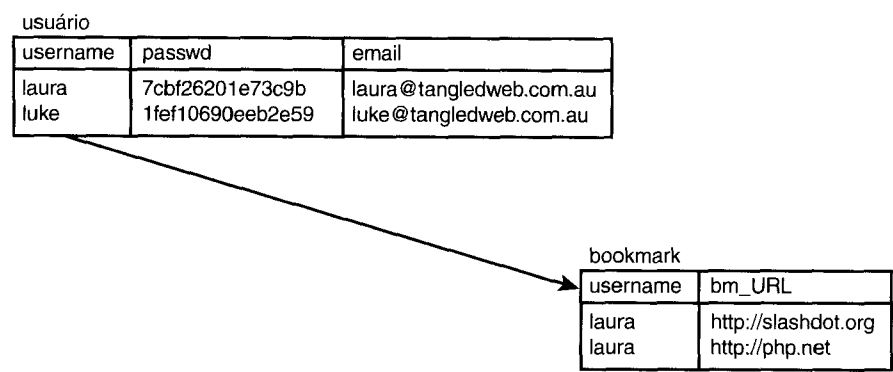 usuário
username passwd email
laura 7cbf26201e73c9b laura@tangledweb.com.au
luke 1fef10690eeb2e59 luke@tangledweb.com.au
bookmark
username bm_URL
laura http://slashdot.org
laura http://php.net